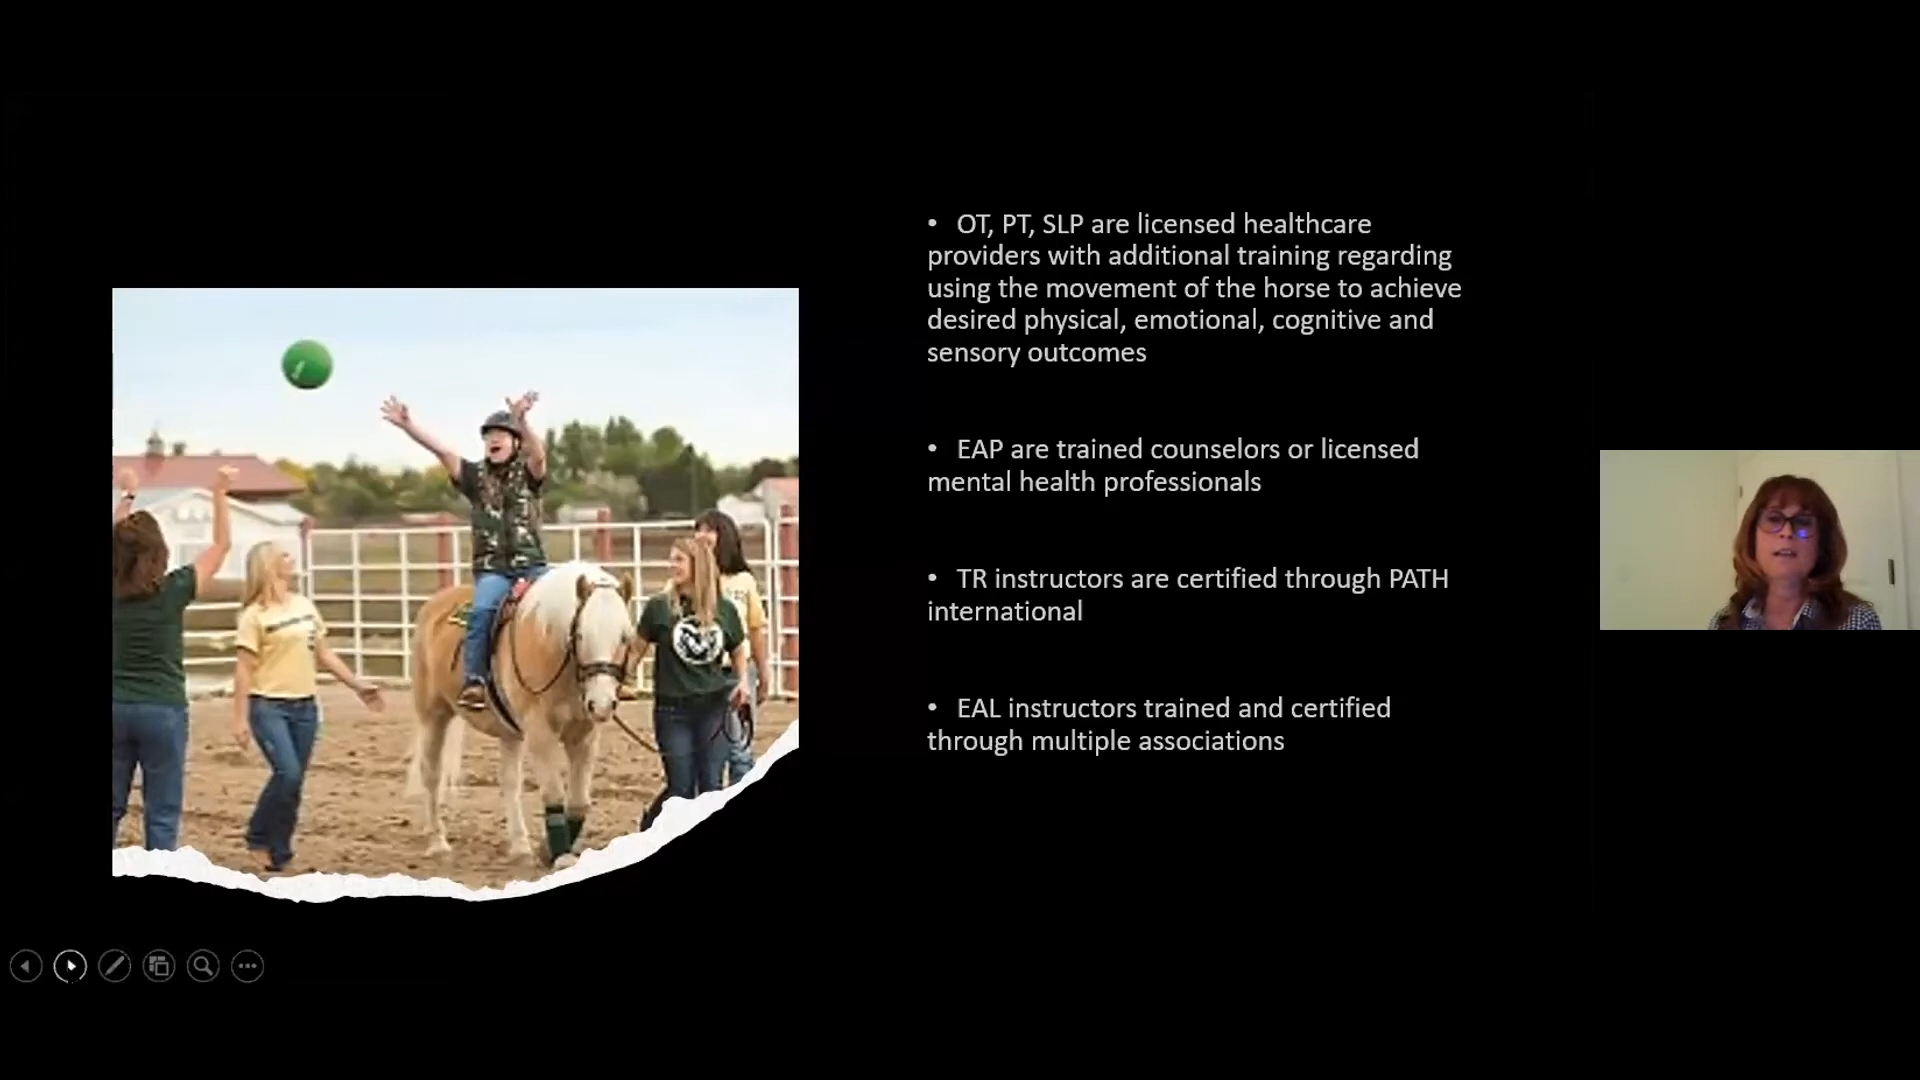 • OT, PT, SLP are licensed healthcare
providers with additional training regarding
using the movement of the horse to achieve
desired physical, emotional, cognitive and
sensory outcomes
• EAP are trained counselors or licensed
mental health professionals
• TR instructors are certified through PATH
international
• EAL instructors trained and certified
through multiple associations